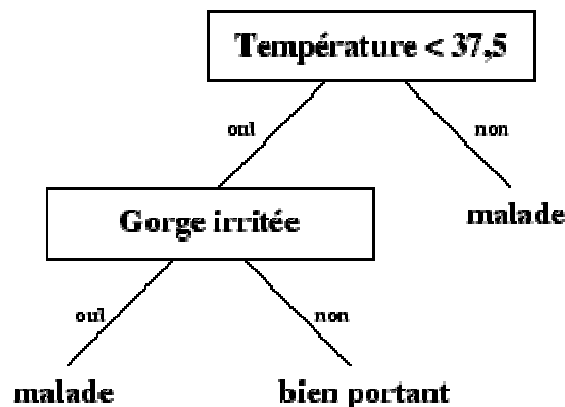 Température < 37,5
oui non
Gorge irritée
malade
oui non
malade bien portant